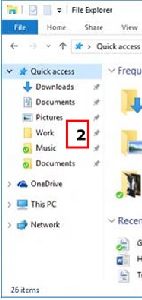 File Explorer
File Home Share View
Quick access
Quick access
Downloads
Documents
Pictures
Work
2
Music
Documents
OneDrive
This PC
Network
Frequ
Recen
G
H
T
26 items